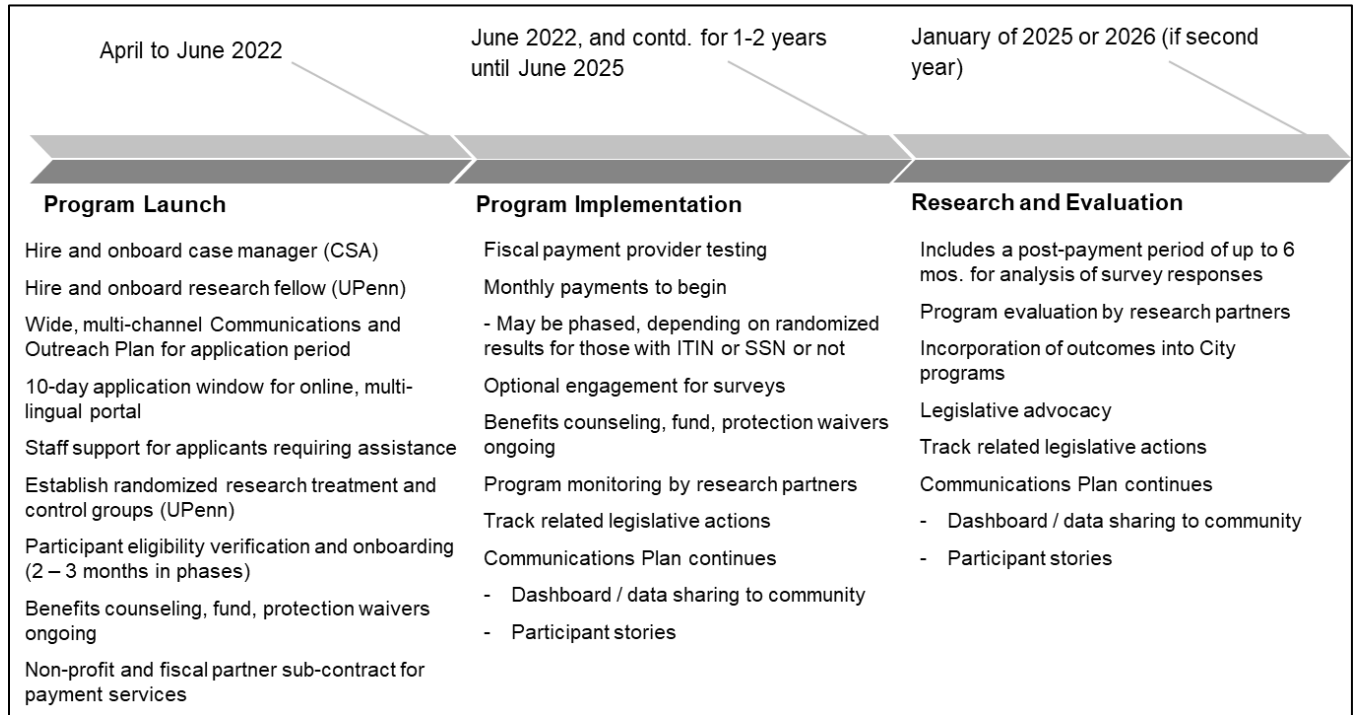 April to June 2022
June 2022, and contd. for 1-2 years
until June 2025
January of 2025 or 2026 (if second
year)
Program Launch
Hire and onboard case manager (CSA)
Hire and onboard research fellow (UPenn)
Wide, multi-channel Communications and
Outreach Plan for application period
10-day application window for online, multi-
lingual portal
Staff support for applicants requiring assistance
Establish randomized research treatment and
control groups (UPenn)
Participant eligibility verification and onboarding
(2 – 3 months in phases)
Benefits counseling, fund, protection waivers
ongoing
Non-profit and fiscal partner sub-contract for
payment services
Program Implementation
Fiscal payment provider testing
Monthly payments to begin
- May be phased, depending on randomized
results for those with ITIN or SSN or not
Optional engagement for surveys
Benefits counseling, fund, protection waivers
ongoing
Program monitoring by research partners
Track related legislative actions
Communications Plan continues
- Dashboard / data sharing to community
- Participant stories
Research and Evaluation
Includes a post-payment period of up to 6
mos. for analysis of survey responses
Program evaluation by research partners
Incorporation of outcomes into City
programs
Legislative advocacy
Track related legislative actions
Communications Plan continues
- Dashboard / data sharing to community
- Participant stories